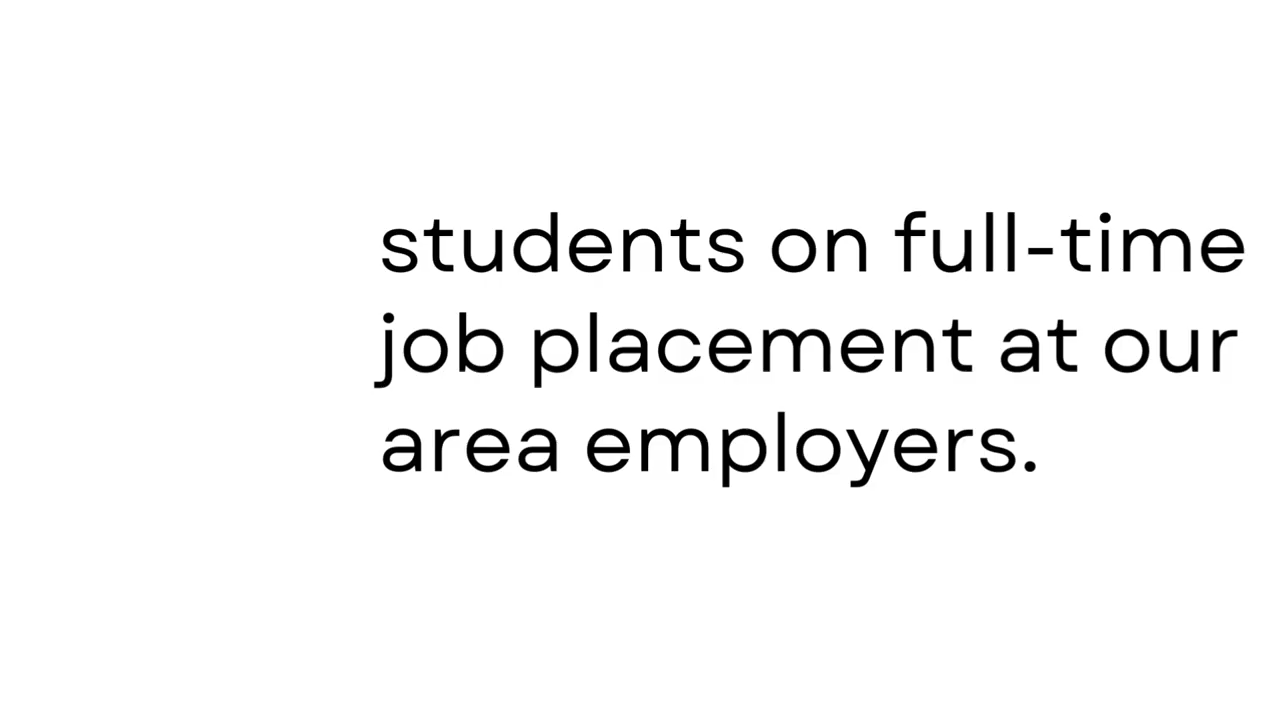 students on full-time
job placement at our
area employers.